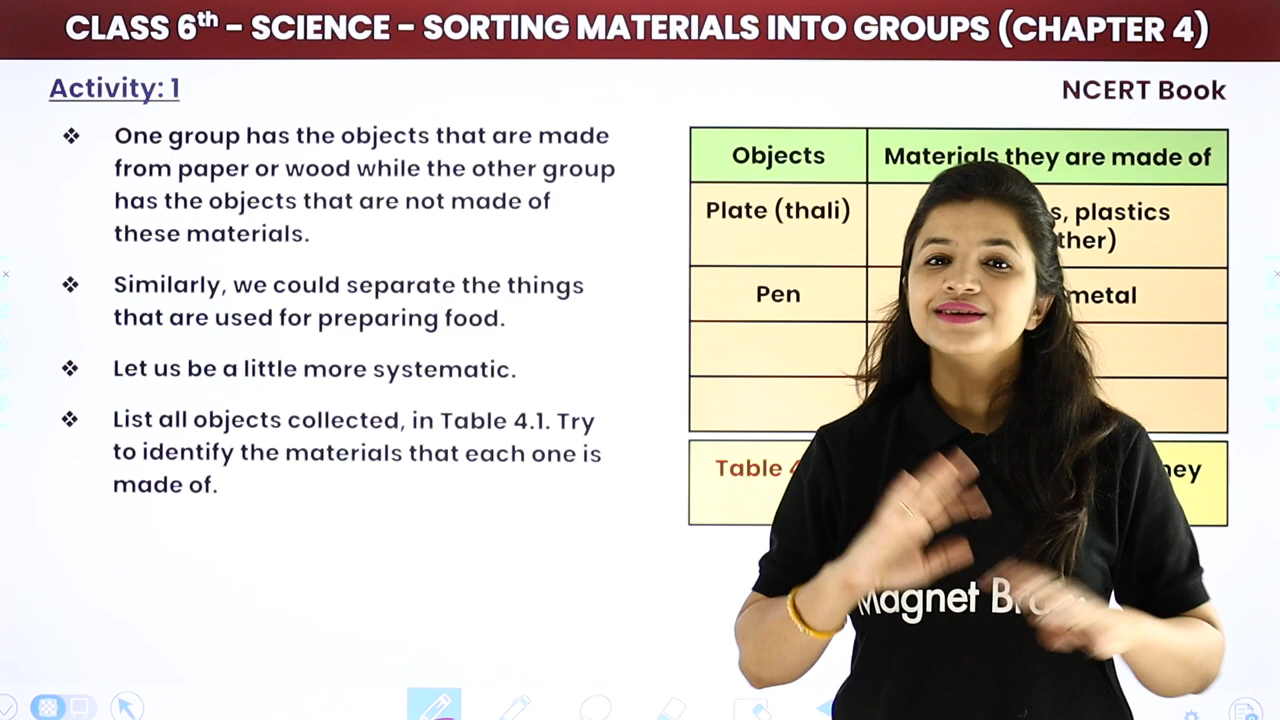 CLASS 6th - SCIENCE - SORTING MATERIALS INTO GROUPS (CHAPTER 4)
Activity: 1
NCERT Book
❖ One group has the objects that are made
from paper or wood while the other group
has the objects that are not made of
these materials.
❖ Similarly, we could separate the things
that are used for preparing food.
❖ Let us be a little more systematic.
❖ List all objects collected, in Table 4.1. Try
to identify the materials that each one is
made of.
Objects
Materials they are made of
Plate (thali)
plastics
Pen
metal
Table
Magnet